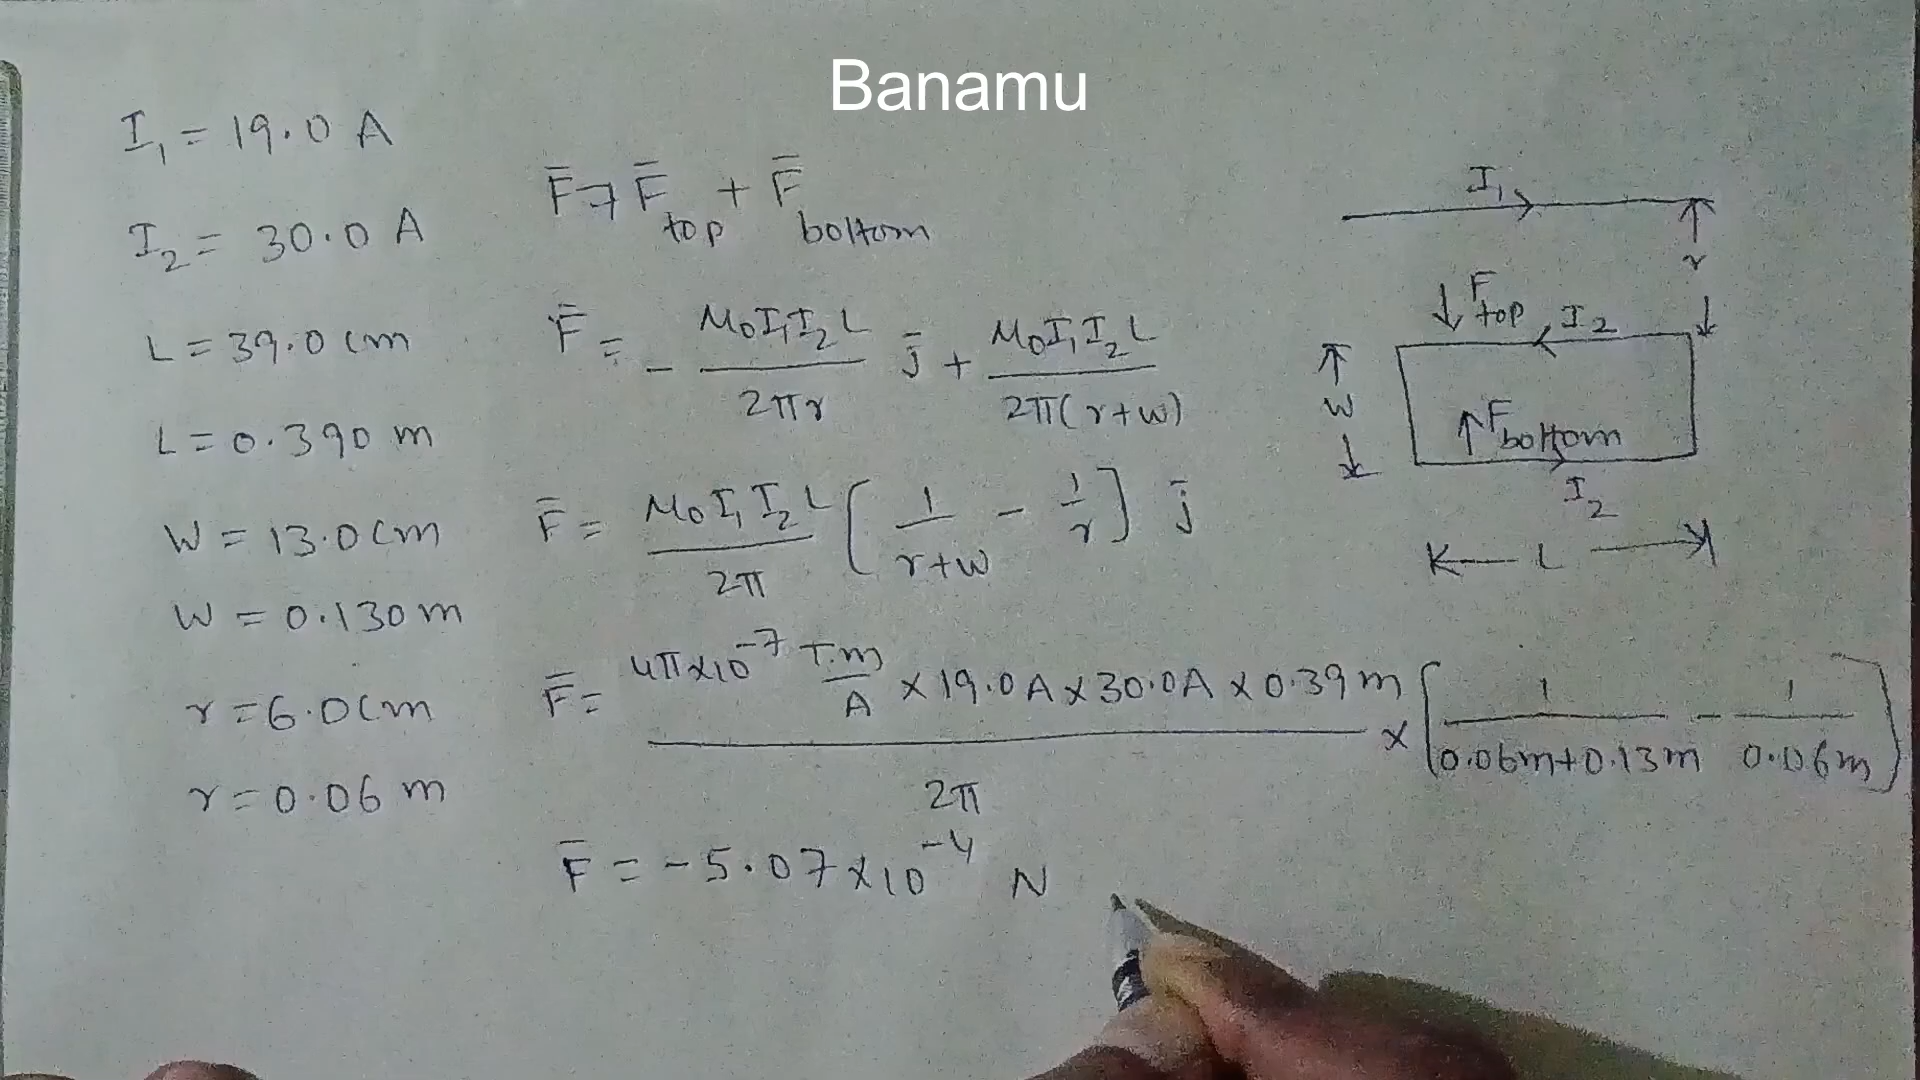 Banamu
I₁ = 19.0 A
I₂ = 30.0 A
L = 39.0 cm
L = 0.390 m
W = 13.0 cm
W = 0.130 m
r = 6.0 cm
r = 0.06 m
F̄ = F̄top + F̄bottom
F̄ = - μ₀I₁I₂L / 2πr j̄ + μ₀I₁I₂L / 2π(r+w)
F̄ = μ₀I₁I₂L / 2π [ 1 / r+w - 1 / r ] j̄
F̄ = 4π×10⁻⁷ T.m / A × 19.0 A × 30.0 A × 0.39 m / 2π × [ 1 / 0.06m+0.13m - 1 / 0.06m ]
F̄ = -5.07×10⁻⁴ N
I₁
r
Ftop I₂
W
Fbottom
I₂
L